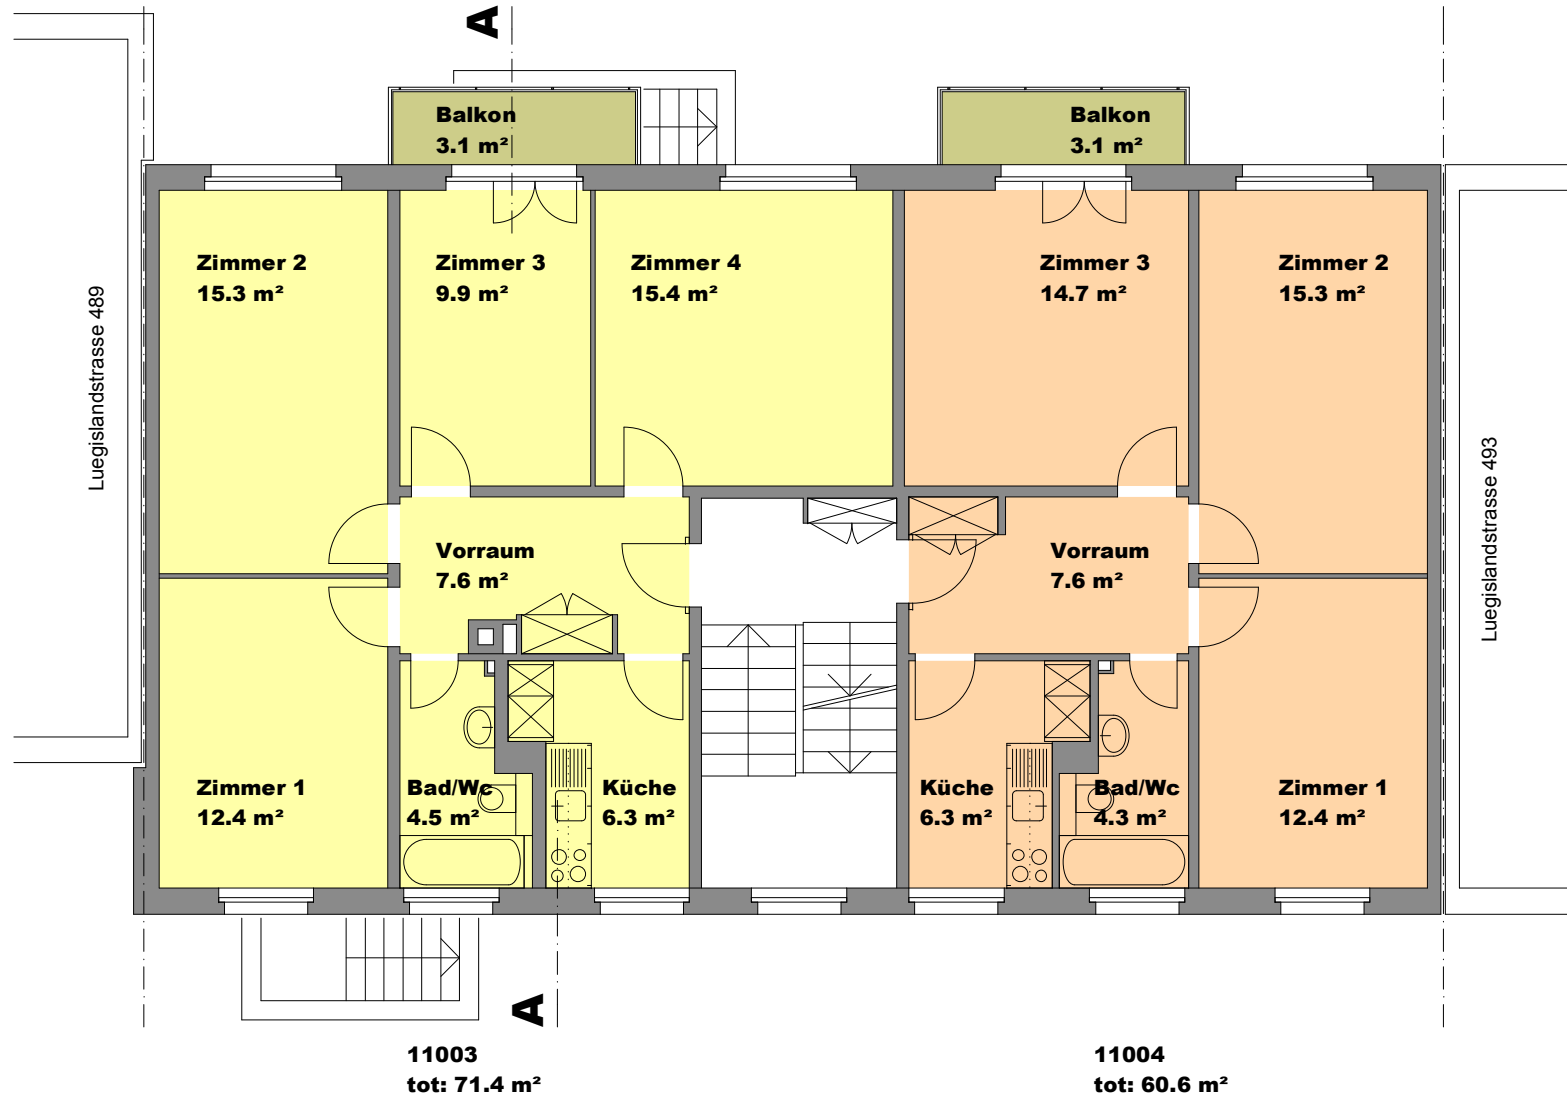 A
Balkon
3.1 m²
Balkon
3.1 m²
Zimmer 2
15.3 m²
Zimmer 3
9.9 m²
Zimmer 4
15.4 m²
Zimmer 3
14.7 m²
Zimmer 2
15.3 m²
Luegislandstrasse 489
Luegislandstrasse 493
Vorraum
7.6 m²
Vorraum
7.6 m²
Zimmer 1
12.4 m²
Bad/Wc
4.5 m²
Küche
6.3 m²
Küche
6.3 m²
Bad/Wc
4.3 m²
Zimmer 1
12.4 m²
A
11003
tot: 71.4 m²
11004
tot: 60.6 m²